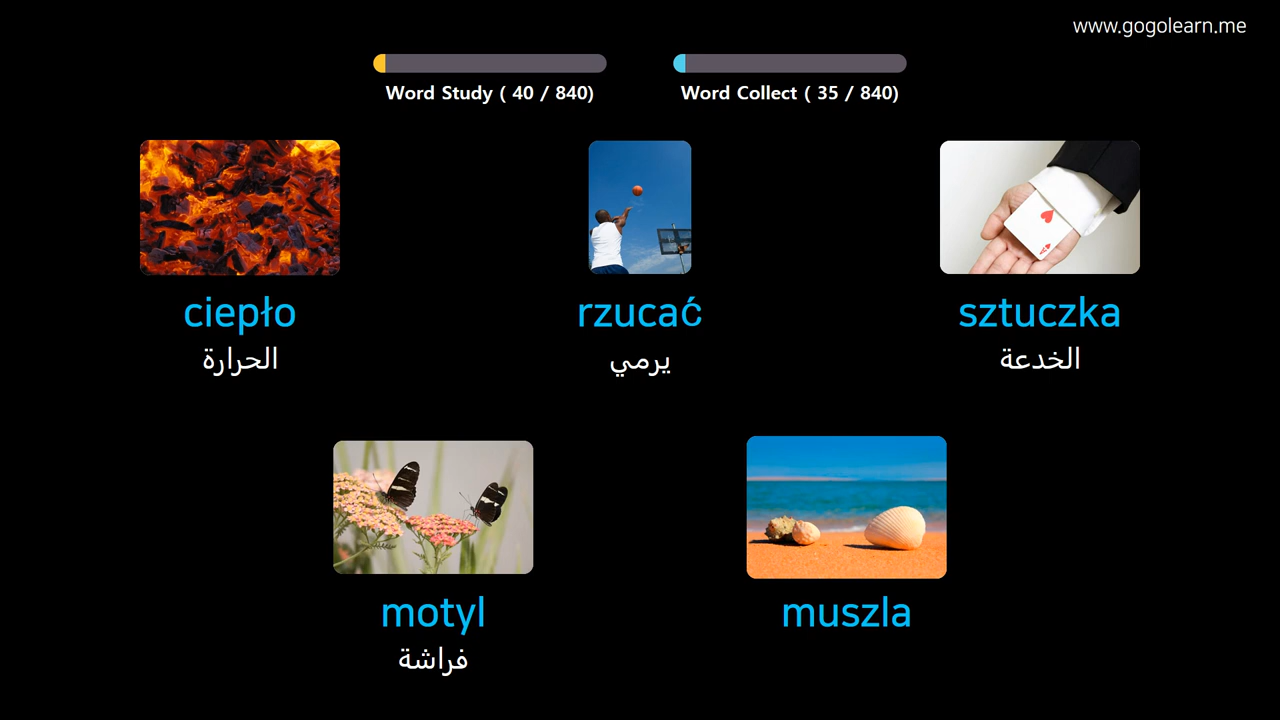 www.gogolearn.me
Word Study ( 40 / 840)
Word Collect ( 35 / 840)
ciepło
الحرارة
rzucać
يرمي
sztuczka
الخدعة
motyl
فراشة
muszla